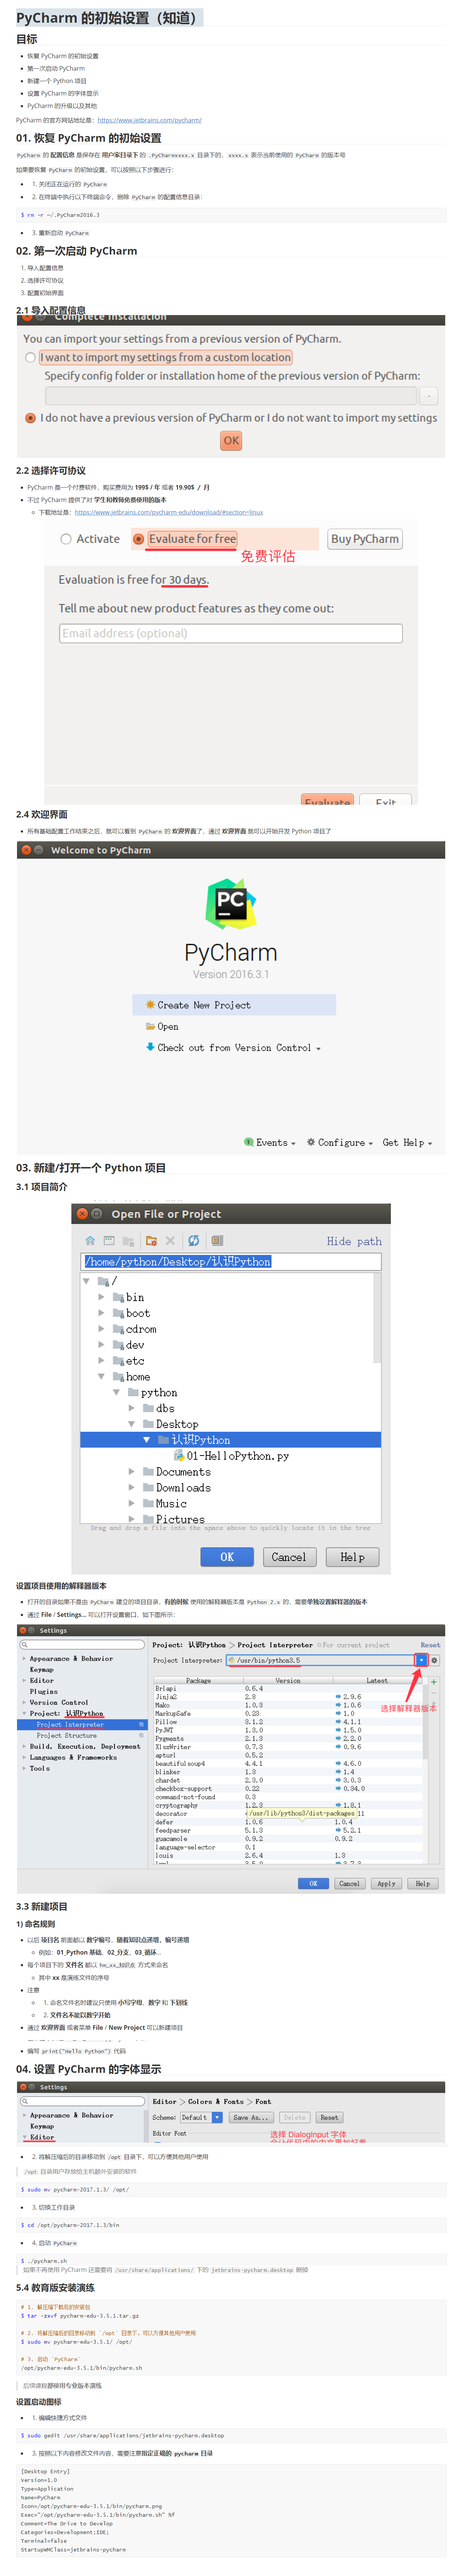 PyCharm 的初始设置（知道）
目标
恢复 PyCharm 的初始设置
第一次启动 PyCharm
新建一个 Python 项目
设置 PyCharm 的字体显示
PyCharm 的升级以及其他
PyCharm 的官方网站地址是：https://www.jetbrains.com/pycharm/
01. 恢复 PyCharm 的初始设置
PyCharm 的 配置信息 是保存在 用户家目录下 的 .PyCharmxxxx.x 目录下的，xxxx.x 表示当前使用的 PyCharm 的版本号
如果要恢复 PyCharm 的初始设置，可以按照以下步骤进行：
1. 关闭正在运行的 PyCharm
2. 在终端中执行以下终端命令，删除 PyCharm 的配置信息目录：
$ rm -r ~/.PyCharm2016.3
3. 重新启动 PyCharm
02. 第一次启动 PyCharm
1. 导入配置信息
2. 选择许可协议
3. 配置初始界面
2.1 导入配置信息
Complete Installation
You can import your settings from a previous version of PyCharm.
I want to import my settings from a custom location
Specify config folder or installation home of the previous version of PyCharm:
I do not have a previous version of PyCharm or I do not want to import my settings
OK
2.2 选择许可协议
PyCharm 是一个付费软件，购买费用为 199$ / 年 或者 19.90$ / 月
不过 PyCharm 提供了对 学生和教师免费使用的版本
下载地址是：https://www.jetbrains.com/pycharm-edu/download/#section=linux
Activate Evaluate for free Buy PyCharm
免费评估
Evaluation is free for 30 days.
Tell me about new product features as they come out:
Email address (optional)
Evaluate Exit
2.4 欢迎界面
所有基础配置工作结束之后，就可以看到 PyCharm 的 欢迎界面了，通过 欢迎界面 就可以开始开发 Python 项目了
Welcome to PyCharm
PC
PyCharm
Version 2016.3.1
Create New Project
Open
Check out from Version Control
Events Configure Get Help
03. 新建/打开一个 Python 项目
3.1 项目简介
Open File or Project
Hide path
/home/python/Desktop/认识Python
/
bin
boot
cdrom
dev
etc
home
python
dbs
Desktop
认识Python
01-HelloPython.py
Documents
Downloads
Music
Pictures
Drag and drop a file into the space above to quickly locate it in the tree
OK Cancel Help
设置项目使用的解释器版本
打开的目录如果不是由 PyCharm 建立的项目目录，有的时候 使用的解释器版本是 Python 2.x 的，需要单独设置解释器的版本
通过 File / Settings... 可以打开设置窗口，如下图所示：
Settings
Project: 认识Python > Project Interpreter For current project Reset
Appearance & Behavior
Project Interpreter: /usr/bin/python3.5
Keymap
Editor
Plugins
Version Control
Project: 认识Python
Project Interpreter
Project Structure
Build, Execution, Deployment
Languages & Frameworks
Tools
Package Version Latest
Brlapi 0.6.4
Jinja2 2.8 2.9.6
Mako 1.0.3 1.0.6
MarkupSafe 0.23 1.0
Pillow 3.1.2 4.1.1
PyJWT 1.3.0 1.5.0
Pygments 2.1.3 2.2.0
XlsxWriter 0.7.3 0.9.6
apturl 0.5.2
beautifulsoup4 4.4.1 4.6.0
blinker 1.3 1.4
chardet 2.3.0 3.0.3
checkbox-support 0.22 0.34.0
command-not-found 0.3
cryptography 1.2.3 1.8.1
decorator
/usr/lib/python3/dist-packages
defer 1.0.6 1.0.4
feedparser 5.1.3 5.2.1
guacamole 0.9.2 0.9.2
language-selector 0.1
louis 2.6.4 1.3
选择解释器版本
OK Cancel Apply Help
3.3 新建项目
1) 命名规则
以后 项目名 前面都以 数字编号，随着知识点递增，编号递增
例如：01_Python 基础、02_分支、03_循环...
每个项目下的 文件名 都以 hm_xx_知识点 方式来命名
其中 xx 是演练文件的序号
注意
1. 命名文件名时建议只使用 小写字母、数字 和 下划线
2. 文件名不能以数字开始
通过 欢迎界面 或者菜单 File / New Project 可以新建项目
编写 print("Hello Python") 代码
04. 设置 PyCharm 的字体显示
Settings
Editor > Colors & Fonts > Font
Appearance & Behavior
Keymap
Editor
Scheme: Default Save As... Delete Reset
Editor Font
选择 DialogInput 字体
2. 将解压缩后的目录移动到 /opt 目录下，可以方便其他用户使用
/opt 目录用户存放给主机额外安装的软件
$ sudo mv pycharm-2017.1.3/ /opt/
3. 切换工作目录
$ cd /opt/pycharm-2017.1.3/bin
4. 启动 PyCharm
$ ./pycharm.sh
如果不再使用 PyCharm 还需要将 /usr/share/applications/ 下的 jetbrains-pycharm.desktop 删掉
5.4 教育版安装演练
# 1. 解压缩下载后的安装包
$ tar -zxvf pycharm-edu-3.5.1.tar.gz
# 2. 将解压缩后的目录移动到 `/opt` 目录下，可以方便其他用户使用
$ sudo mv pycharm-edu-3.5.1/ /opt/
# 3. 启动 `PyCharm`
/opt/pycharm-edu-3.5.1/bin/pycharm.sh
后续课程都使用专业版本演练
设置启动图标
1. 编辑快捷方式文件
$ sudo gedit /usr/share/applications/jetbrains-pycharm.desktop
3. 按照以下内容修改文件内容，需要注意指定正确的 pycharm 目录
[Desktop Entry]
Version=1.0
Type=Application
Name=PyCharm
Icon=/opt/pycharm-edu-3.5.1/bin/pycharm.png
Exec="/opt/pycharm-edu-3.5.1/bin/pycharm.sh" %f
Comment=The Drive to Develop
Categories=Development;IDE;
Terminal=false
StartupWMClass=jetbrains-pycharm